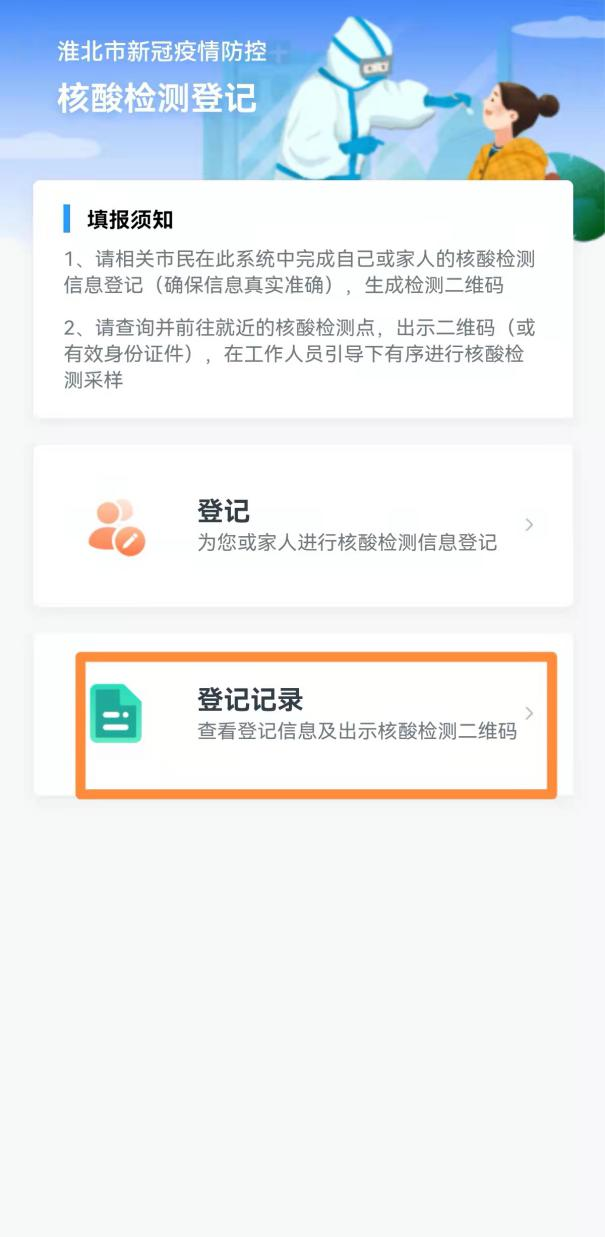 淮北市新冠疫情防控
核酸检测登记
填报须知
1、请相关市民在此系统中完成自己或家人的核酸检测
信息登记（确保信息真实准确），生成检测二维码
2、请查询并前往就近的核酸检测点，出示二维码（或
有效身份证件），在工作人员引导下有序进行核酸检
测采样
登记
为您或家人进行核酸检测信息登记
登记记录
查看登记信息及出示核酸检测二维码